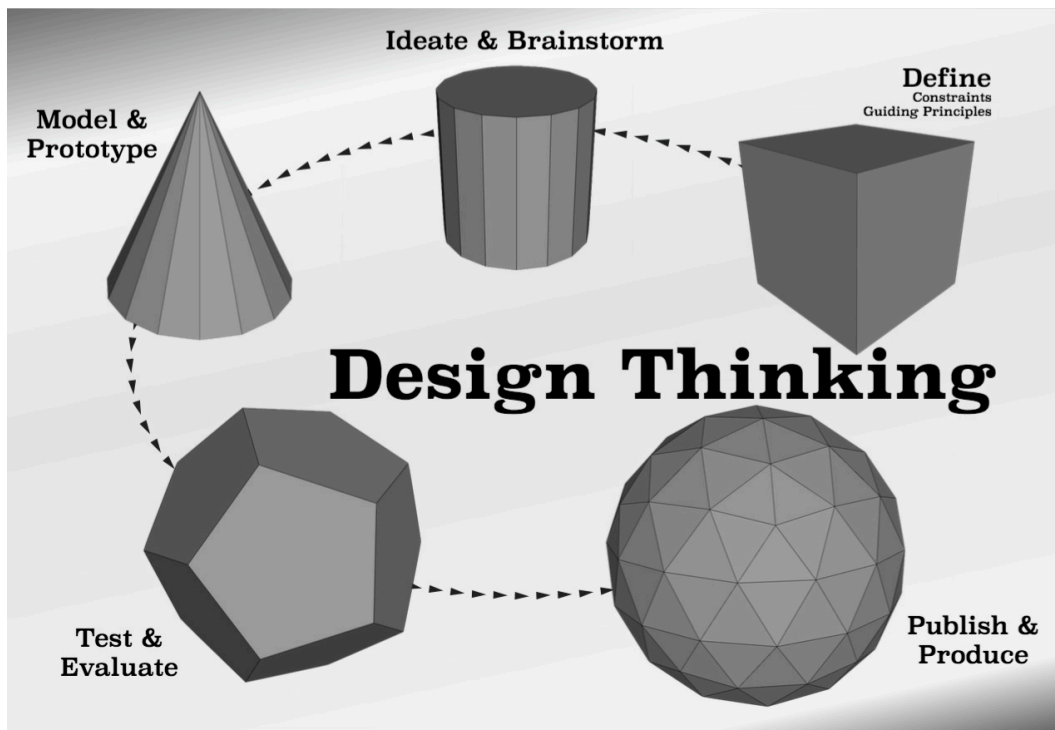 Ideate & Brainstorm
Define
Constraints
Guiding Principles
Model &
Prototype
Design Thinking
Test &
Evaluate
Publish &
Produce